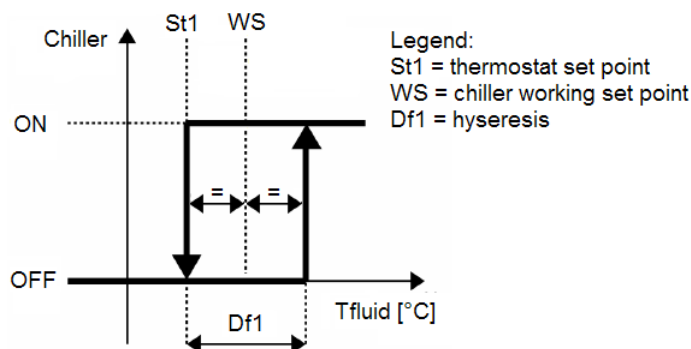 St1 WS
Chiller
Legend:
St1 = thermostat set point
WS = chiller working set point
Df1 = hyseresis
ON
= =
OFF
Tfluid [°C]
Df1